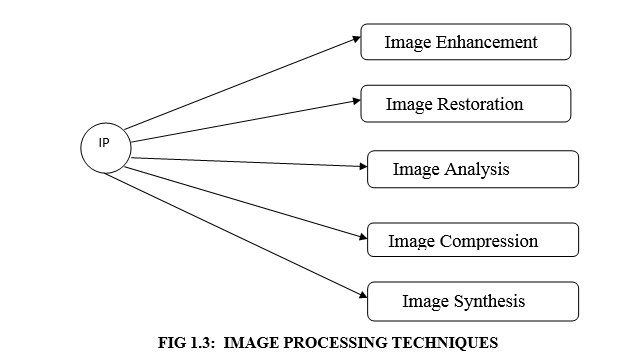 Image Enhancement
Image Restoration
IP
Image Analysis
Image Compression
Image Synthesis
FIG 1.3:  IMAGE PROCESSING TECHNIQUES